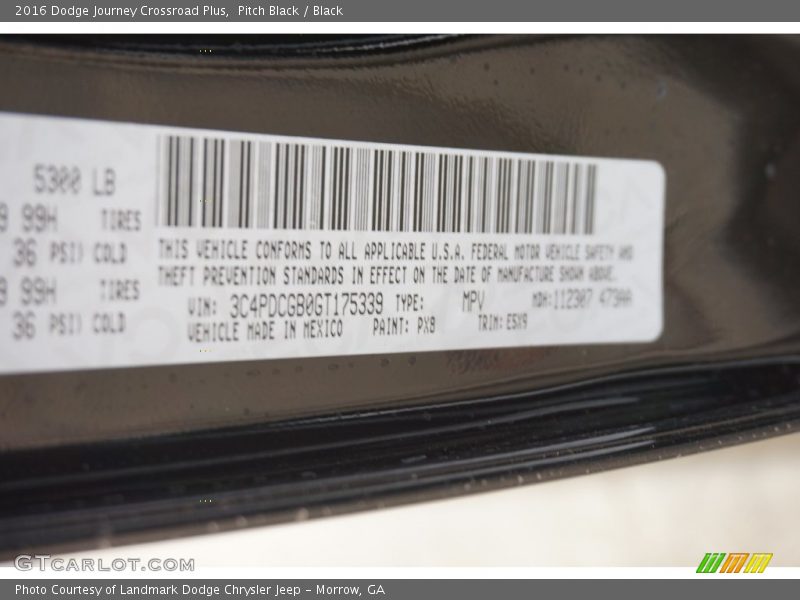 2016 Dodge Journey Crossroad Plus, Pitch Black / Black
5300 LB
99H TIRES
36 PSI) COLD
99H TIRES
36 PSI) COLD
THIS VEHICLE CONFORMS TO ALL APPLICABLE U.S.A. FEDERAL MOTOR VEHICLE SAFETY AND
THEFT PREVENTION STANDARDS IN EFFECT ON THE DATE OF MANUFACTURE SHOWN ABOVE.
VIN: 3C4PDCGB0GT175339 TYPE: MPV MDH:112307 479AA
VEHICLE MADE IN MEXICO PAINT: PX8 TRIM: E5X9
GTCARLOT.COM
Photo Courtesy of Landmark Dodge Chrysler Jeep – Morrow, GA